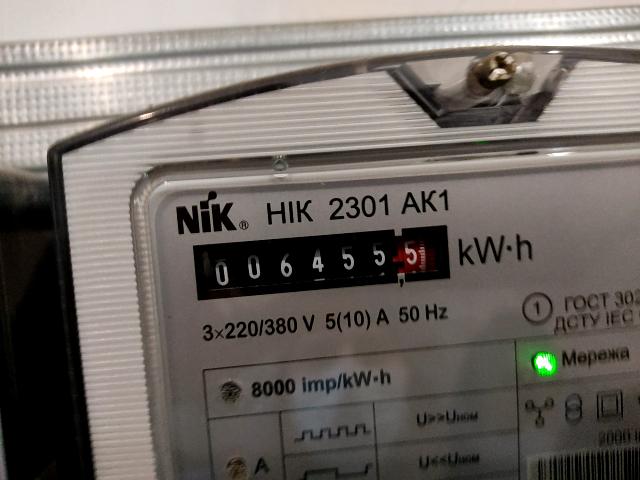 NiK® НІК 2301 АК1
0 0 6 4 5 5 5 kW·h
3×220/380 V 5(10) A 50 Hz
1 ГОСТ 302
ДСТУ IEC
8000 imp/kW·h
Мережа
U>>Uном
A
U<<Uном